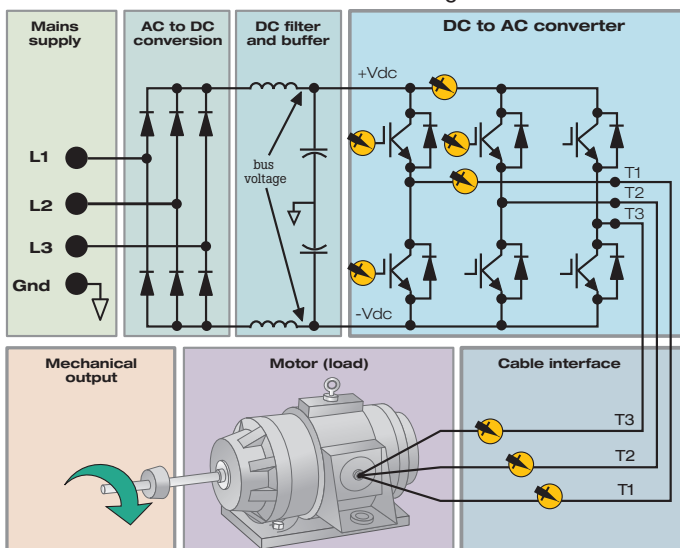 Mains
supply
AC to DC
conversion
DC filter
and buffer
DC to AC converter
+Vdc
L1
L2
L3
Gnd
bus
voltage
T1
T2
T3
-Vdc
Mechanical
output
Motor (load)
Cable interface
T3
T2
T1